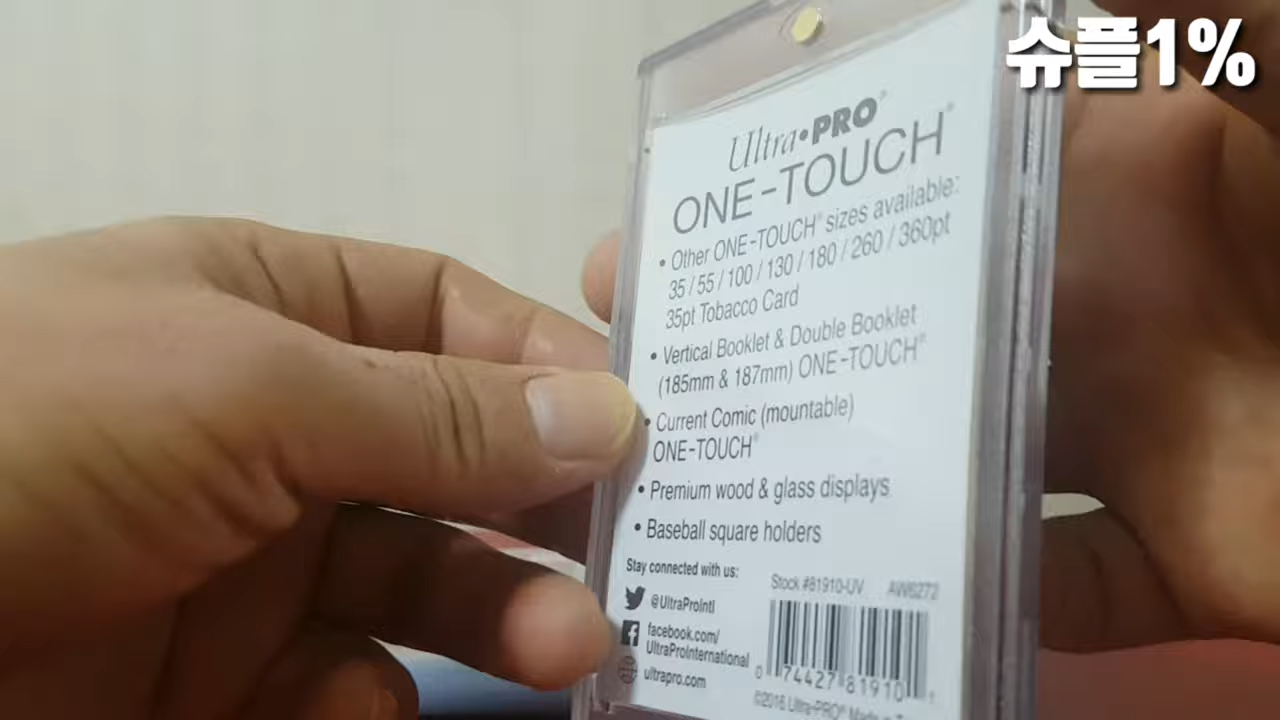 슈플1%
Ultra•PRO®
ONE-TOUCH®
• Other ONE-TOUCH® sizes available:
35 / 55 / 100 / 130 / 180 / 260 / 360pt
35pt Tobacco Card
• Vertical Booklet & Double Booklet
(185mm & 187mm) ONE-TOUCH®
• Current Comic (mountable)
ONE-TOUCH®
• Premium wood & glass displays
• Baseball square holders
Stay connected with us:
@UltraProIntl
facebook.com/
UltraProInternational
ultrapro.com
Stock #81910-UV AW6272
0 74427 81910 1
©2016 Ultra-PRO® Made in